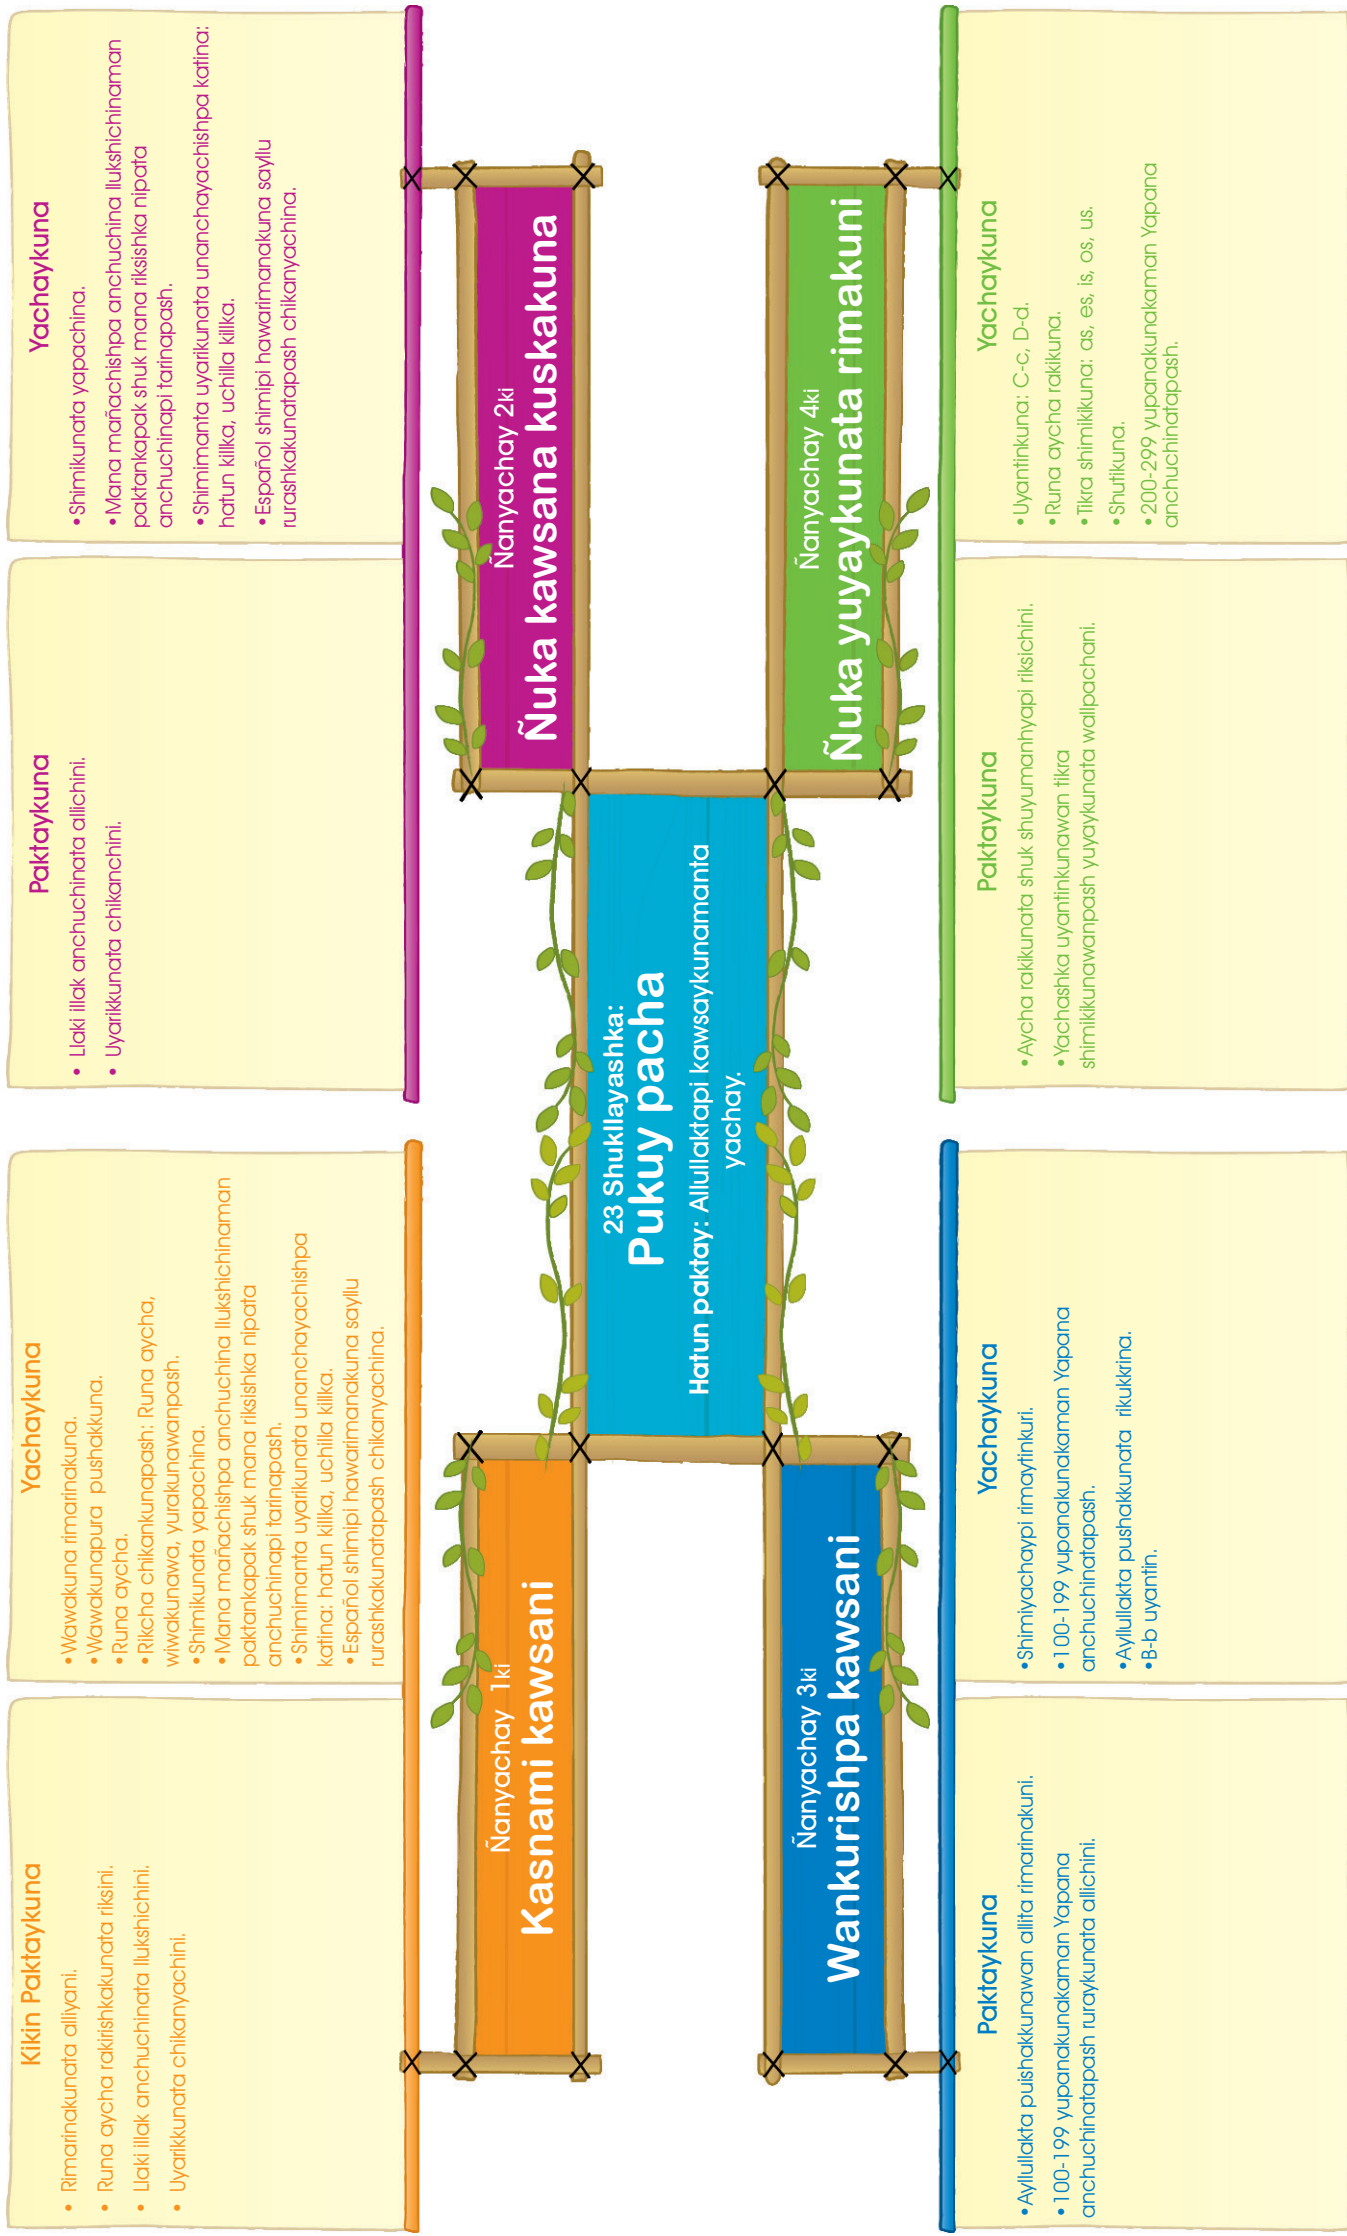 Kikin Paktaykuna
• Rimarinakunata alliyani.
• Runa aycha rakirishkakunata riksini.
• Llaki illak anchuchinata llukshichini.
• Uyarikkunata chikanyachini.
Yachaykuna
• Wawakuna rimarinakuna.
• Wawakunapura pushakkuna.
• Runa aycha.
• Rikcha chikankunapash: Runa aycha,
wiwakunawa, yurakunawanpash.
• Shimikunata yapachina.
• Mana mañachishpa anchuchina llukshichinaman
paktankapak shuk mana riksishka nipata
anchuchinapi tarinapash.
• Shimimanta uyarikunata unanchayachishpa
katina: hatun killka, uchilla killka.
• Español shimipi hawarimanakuna sayllu
rurashkakunatapash chikanyachina.
Paktaykuna
• Llaki illak anchuchinata allichini.
• Uyarikkunata chikanchini.
Yachaykuna
• Shimikunata yapachina.
• Mana mañachishpa anchuchina llukshichinaman
paktankapak shuk mana riksishka nipata
anchuchinapi tarinapash.
• Shimimanta uyarikunata unanchayachishpa katina:
hatun killka, uchilla killka.
• Español shimipi hawarimanakuna sayllu
rurashkakunatapash chikanyachina.
Ñanyachay 1ki
Kasnami kawsani
Ñanyachay 2ki
Ñuka kawsana kuskakuna
23 Shukllayashka:
Pukuy pacha
Hatun paktay: Allullaktapi kawsaykunamanta
yachay.
Ñanyachay 3ki
Wankurishpa kawsani
Ñanyachay 4ki
Ñuka yuyaykunata rimakuni
Paktaykuna
• Ayllullakta puishakkunawan allita rimarinakuni.
• 100-199 yupanakunakaman Yapana
anchuchinatapash ruraykunata allichini.
Yachaykuna
• Shimiyachaypi rimaytinkuri.
• 100-199 yupanakunakaman Yapana
anchuchinatapash.
• Ayllullakta pushakkunata rikukkrina.
• B-b uyantin.
Paktaykuna
• Aycha rakikunata shuk shuyumanhyapi riksichini.
• Yachashka uyantinkunawan tikra
shimikikunawanpash yuyaykunata wallpachani.
Yachaykuna
• Uyantinkuna: C-c, D-d.
• Runa aycha rakikuna.
• Tikra shimikikuna: as, es, is, os, us.
• Shutikuna.
• 200-299 yupanakunakaman Yapana
anchuchinatapash.